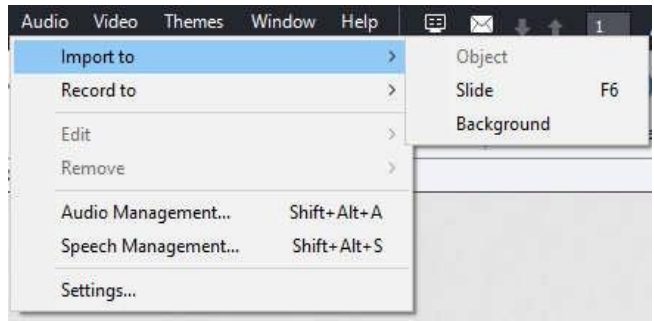 Audio Video Themes Window Help 1
Import to > Object
Record to > Slide F6
Background
Edit >
Remove >
Audio Management... Shift+Alt+A
Speech Management... Shift+Alt+S
Settings...